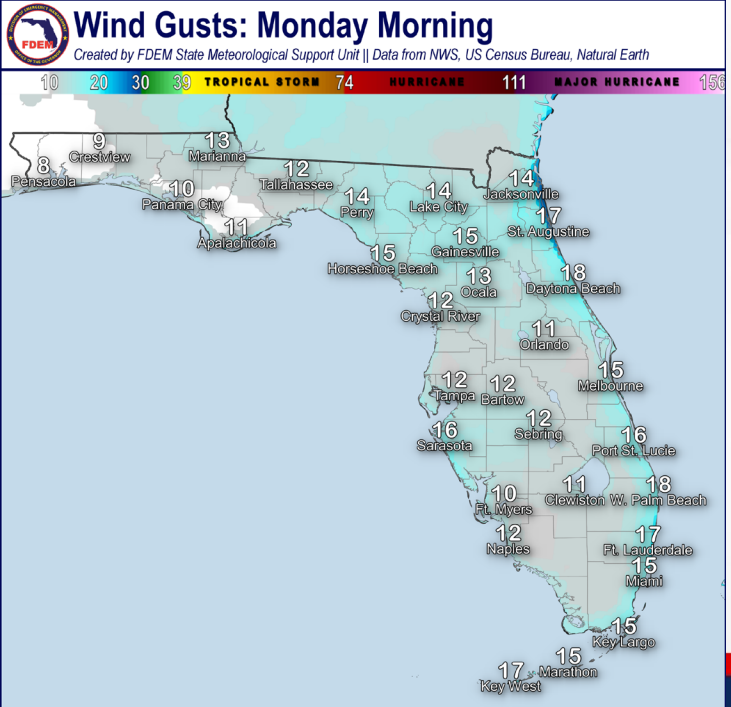 DIVISION OF EMERGENCY MANAGEMENT
FDEM
Wind Gusts: Monday Morning
Created by FDEM State Meteorological Support Unit || Data from NWS, US Census Bureau, Natural Earth
10 20 30 39 TROPICAL STORM 74 HURRICANE 111 MAJOR HURRICANE 156
8
Pensacola
9
Crestview
13
Marianna
10
Panama City
12
Tallahassee
11
Apalachicola
14
Perry
14
Lake City
14
Jacksonville
17
St. Augustine
15
Horseshoe Beach
15
Gainesville
13
Ocala
18
Daytona Beach
12
Crystal River
11
Orlando
15
Melbourne
12
Tampa
12
Bartow
12
Sebring
16
Sarasota
16
Port St. Lucie
10
Ft. Myers
11
Clewiston
18
W. Palm Beach
12
Naples
17
Ft. Lauderdale
15
Miami
15
Key Largo
15
Marathon
17
Key West